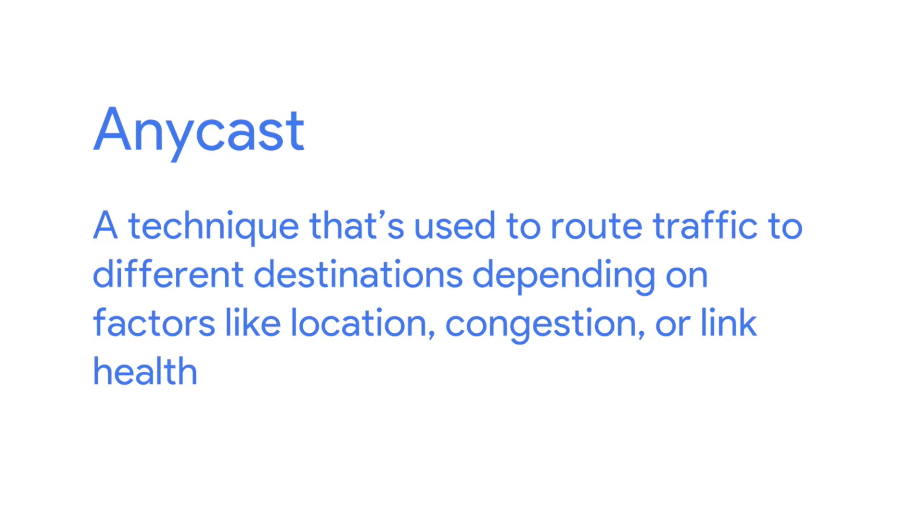 Anycast
A technique that’s used to route traffic to
different destinations depending on
factors like location, congestion, or link
health